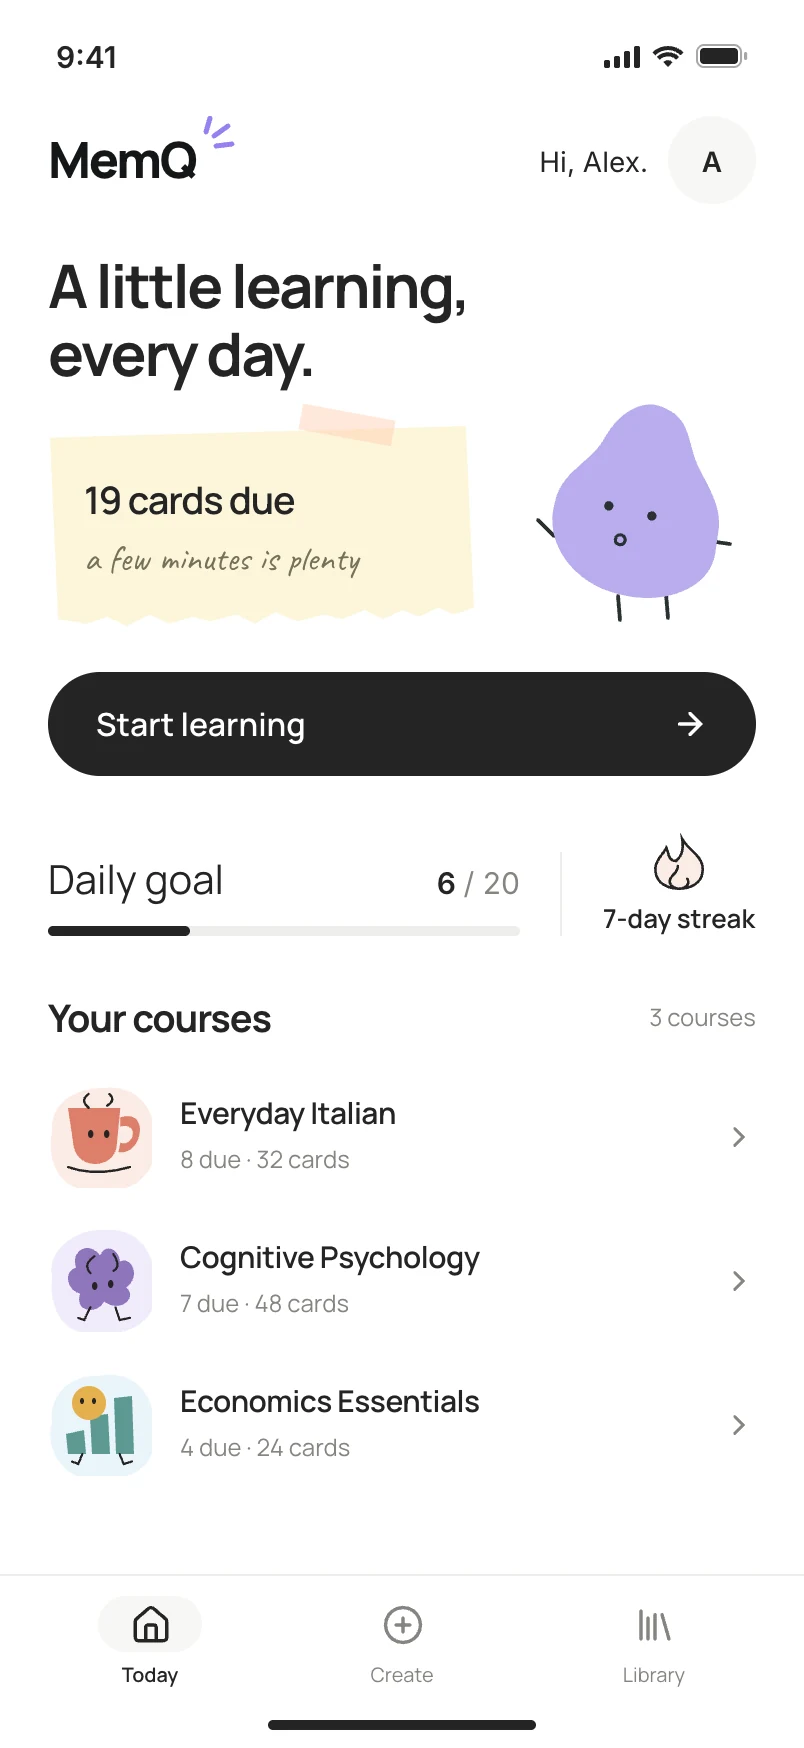 9:41
MemQ
Hi, Alex.
A
A little learning,
every day.
19 cards due
a few minutes is plenty
Start learning
Daily goal
6 / 20
7-day streak
Your courses
3 courses
Everyday Italian
8 due · 32 cards
Cognitive Psychology
7 due · 48 cards
Economics Essentials
4 due · 24 cards
Today
Create
Library